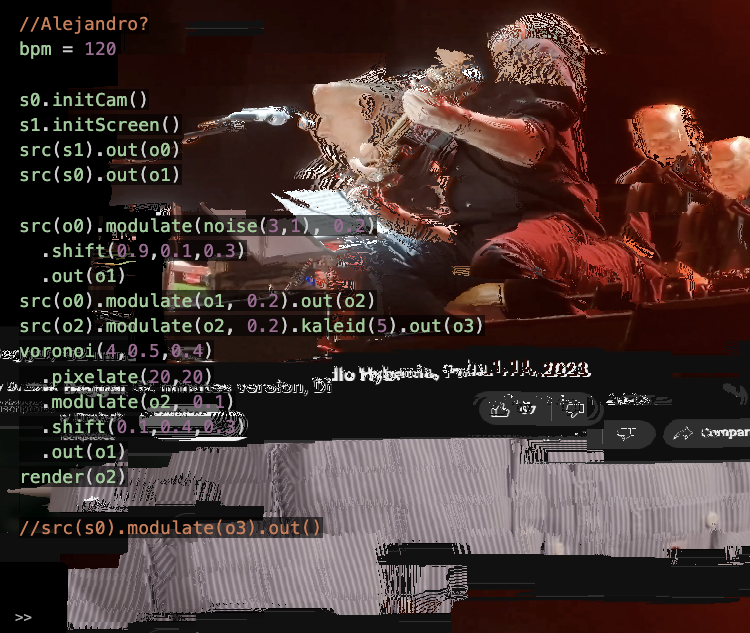 //Alejandro?
bpm = 120
s0.initCam()
s1.initScreen()
src(s1).out(o0)
src(s0).out(o1)
src(o0).modulate(noise(3,1), 0.2)
.shift(0.9,0.1,0.3)
.out(o1)
src(o0).modulate(o1, 0.2).out(o2)
src(o2).modulate(o2, 0.2).kaleid(5).out(o3)
voronoi(4,0.5,0.4)
.pixelate(20,20)
version,
2023
.modulate(o2, 0.1)
.shift(0.1,0.4,0.3)
.out(o1)
Compar
render(o2)
//src(s0).modulate(o3).out()
>>